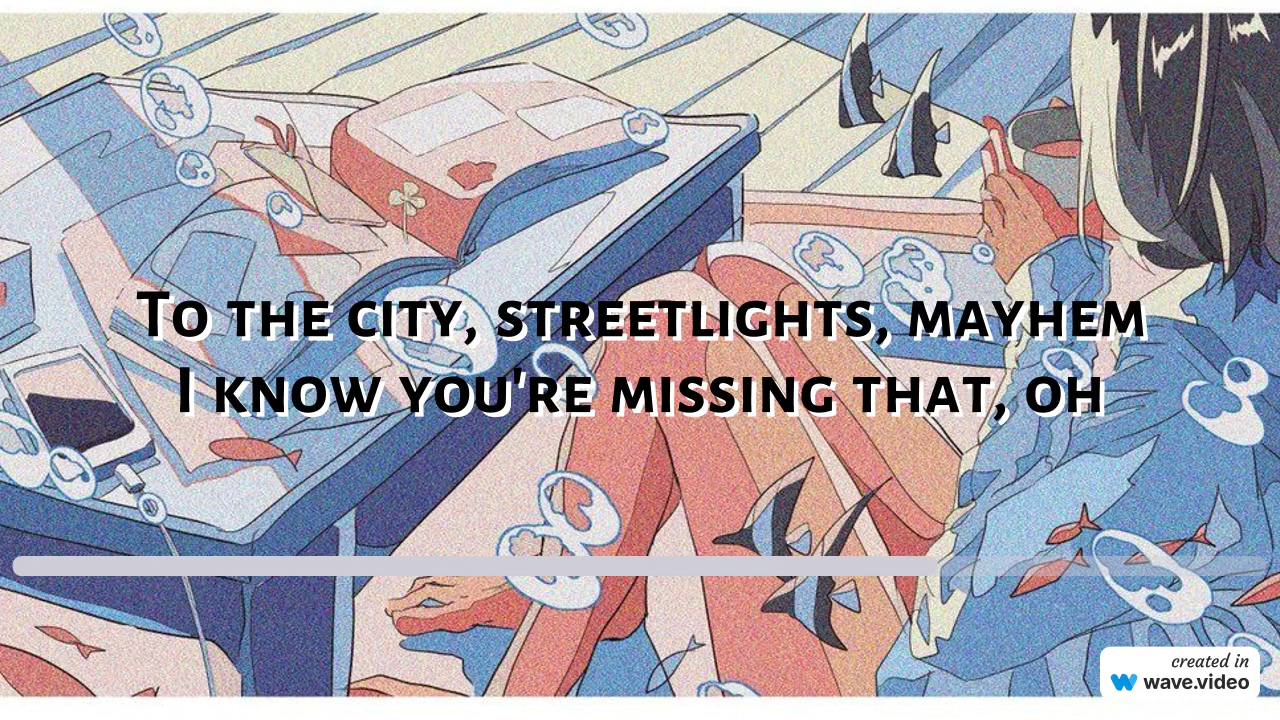 To the city, streetlights, mayhem
I know you're missing that, oh
created in
wave.video